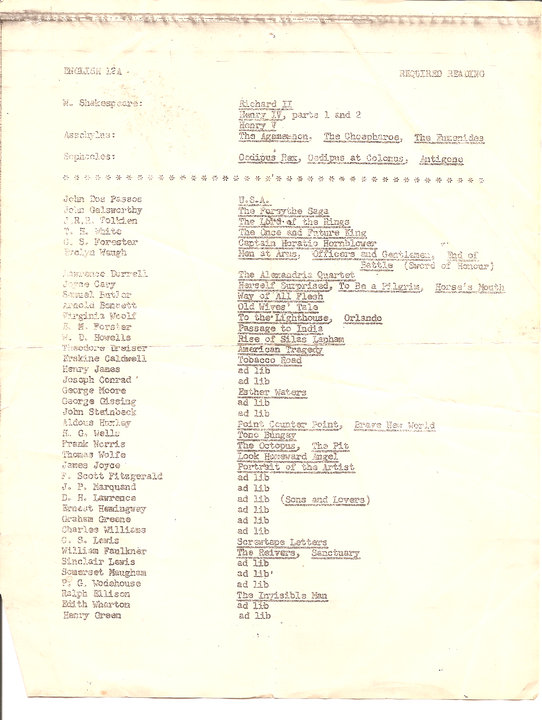 ENGLISH 12A - REQUIRED READING
W. Shakespeare: Richard II
Henry IV, parts 1 and 2
Henry V
Aeschylus: The Agamemnon, The Choephoroe, The Eumenides
Sophocles: Oedipus Rex, Oedipus at Colonus, Antigone
* * * * * * * * * * * * * * * * * * * * * * * * * * * * * * * * * * *
John Dos Passos U.S.A.
John Galsworthy The Forsythe Saga
J.R.R. Tolkien The Lord of the Rings
T. H. White The Once and Future King
C. S. Forester Captain Horatio Hornblower
Evelyn Waugh Men at Arms, Officers and Gentlemen, End of
Battle (Sword of Honour)
Lawrence Durrell The Alexandria Quartet
Joyce Cary Herself Surprised, To Be a Pilgrim, Horse's Mouth
Samuel Butler Way of All Flesh
Arnold Bennett Old Wives' Tale
Virginia Woolf To the Lighthouse, Orlando
E. M. Forster Passage to India
W. D. Howells Rise of Silas Lapham
Theodore Dreiser American Tragedy
Erskine Caldwell Tobacco Road
Henry James ad lib
Joseph Conrad ad lib
George Moore Esther Waters
George Gissing ad lib
John Steinbeck ad lib
Aldous Huxley Point Counter Point, Brave New World
H. G. Wells Tono Bungay
Frank Norris The Octopus, The Pit
Thomas Wolfe Look Homeward Angel
James Joyce Portrait of the Artist
F. Scott Fitzgerald ad lib
J. P. Marquand ad lib
D. H. Lawrence ad lib (Sons and Lovers)
Ernest Hemingway ad lib
Graham Greene ad lib
Charles Williams ad lib
C. S. Lewis Screwtape Letters
William Faulkner The Reivers, Sanctuary
Sinclair Lewis ad lib
Somerset Maugham ad lib
P. G. Wodehouse ad lib
Ralph Ellison The Invisible Man
Edith Wharton ad lib
Henry Green ad lib